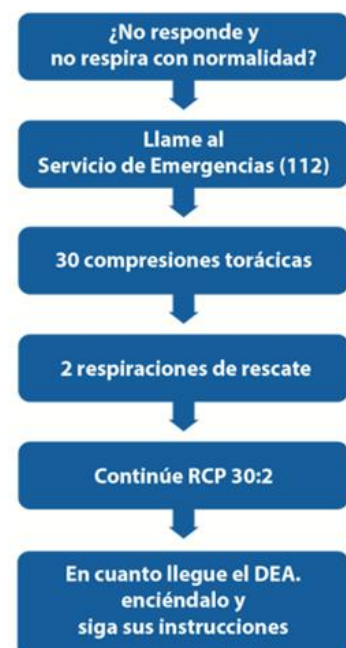 ¿No responde y
no respira con normalidad?
Llame al
Servicio de Emergencias (112)
30 compresiones torácicas
2 respiraciones de rescate
Continúe RCP 30:2
En cuanto llegue el DEA.
enciéndalo y
siga sus instrucciones